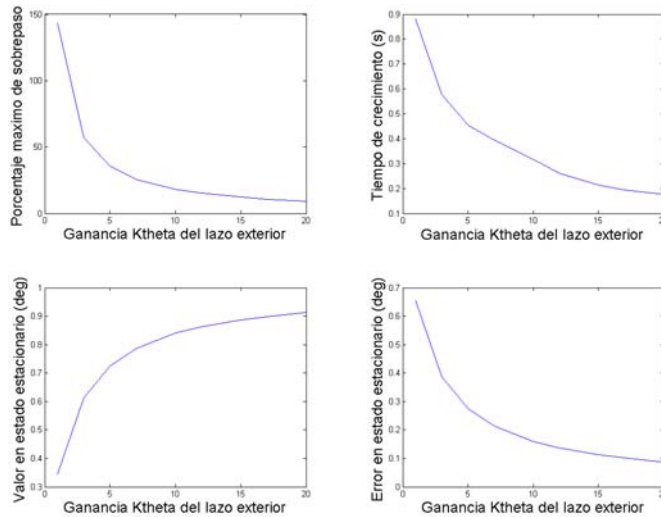 Porcentaje maximo de sobrepaso
150
100
50
0
0 5 10 15 20
Ganancia Ktheta del lazo exterior
Tiempo de crecimiento (s)
0.9
0.8
0.7
0.6
0.5
0.4
0.3
0.2
0.1
0 5 10 15 20
Ganancia Ktheta del lazo exterior
Valor en estado estacionario (deg)
1
0.9
0.8
0.7
0.6
0.5
0.4
0.3
0 5 10 15 20
Ganancia Ktheta del lazo exterior
Error en estado estacionario (deg)
0.7
0.6
0.5
0.4
0.3
0.2
0.1
0
0 5 10 15 20
Ganancia Ktheta del lazo exterior